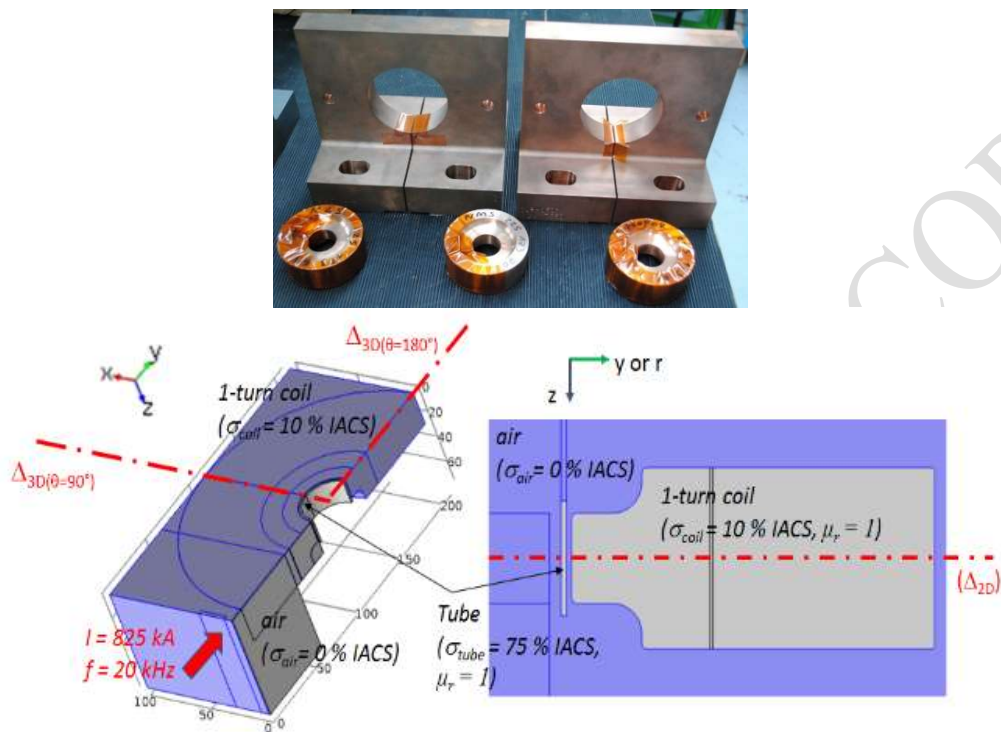 COP
Δ3D(θ=180°)
y
x
z
1-turn coil
(σcoil = 10 % IACS)
Δ3D(θ=90°)
0
20
40
60
200
150
100
50
0
air
(σair = 0 % IACS)
I = 825 kA
f = 20 kHz
100
50
0
y or r
z
air
(σair = 0 % IACS)
1-turn coil
(σcoil = 10 % IACS, μr = 1)
(Δ2D)
Tube
(σtube = 75 % IACS,
μr = 1)